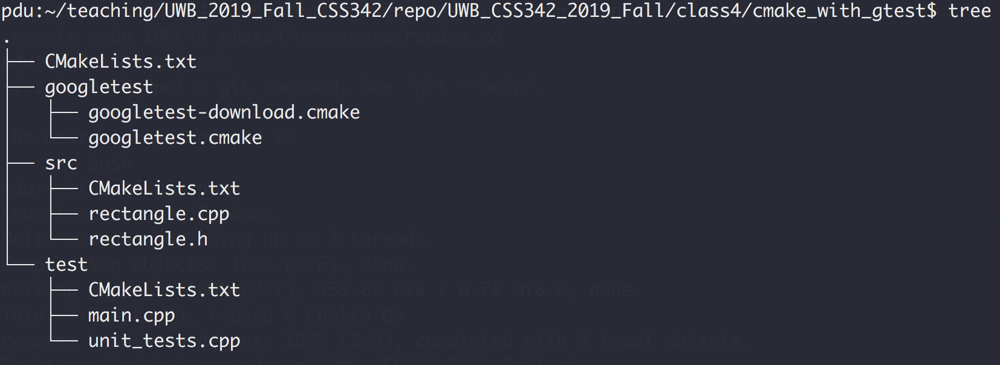 pdu:~/teaching/UWB_2019_Fall_CSS342/repo/UWB_CSS342_2019_Fall/class4/cmake_with_gtest$ tree
.
├── CMakeLists.txt
├── googletest
│   ├── googletest-download.cmake
│   └── googletest.cmake
├── src
│   ├── CMakeLists.txt
│   ├── rectangle.cpp
│   └── rectangle.h
└── test
    ├── CMakeLists.txt
    ├── main.cpp
    └── unit_tests.cpp